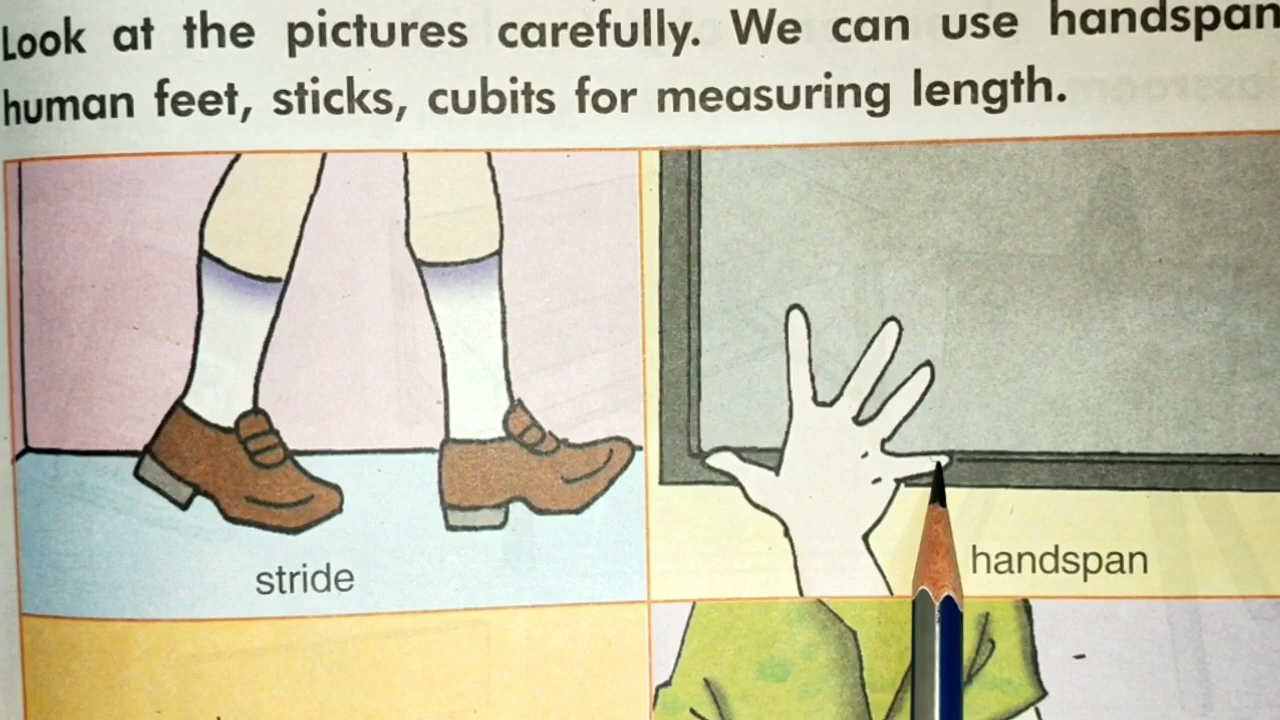 Look at the pictures carefully. We can use handspan
human feet, sticks, cubits for measuring length.
stride
handspan